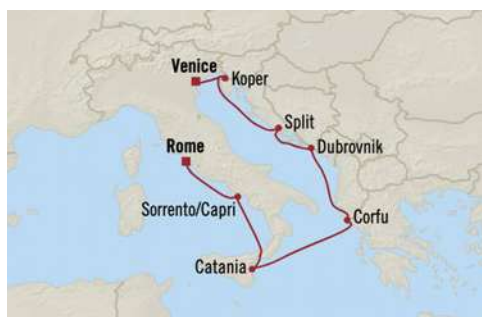 Venice
Koper
Split
Rome
Dubrovnik
Sorrento/Capri
Corfu
Catania